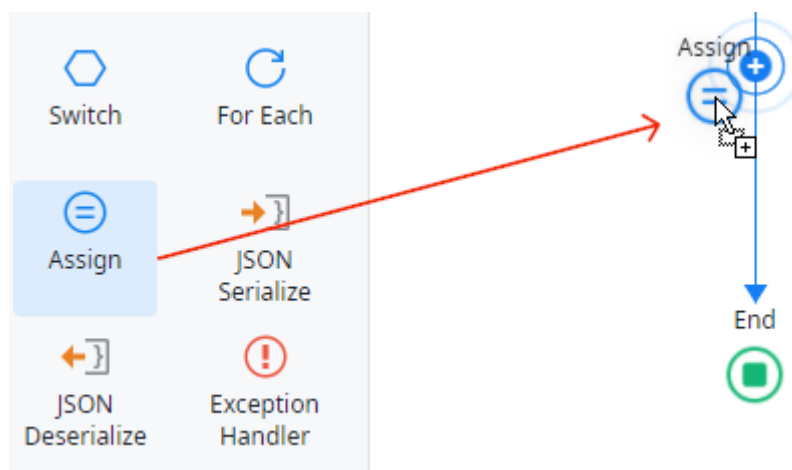 Switch
For Each
Assign
JSON
Serialize
JSON
Deserialize
Exception
Handler
Assign
End